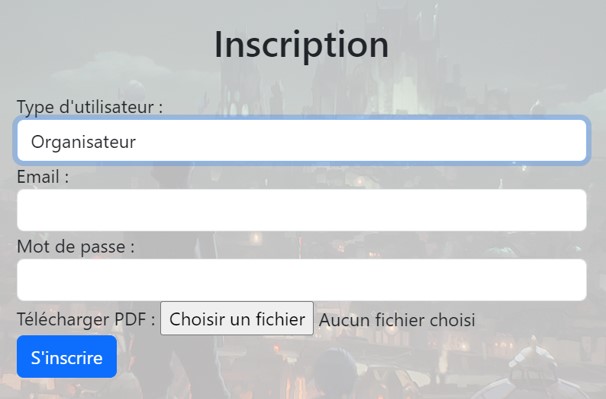 Inscription
Type d'utilisateur :
Organisateur
Email :
Mot de passe :
Télécharger PDF : Choisir un fichier Aucun fichier choisi
S'inscrire